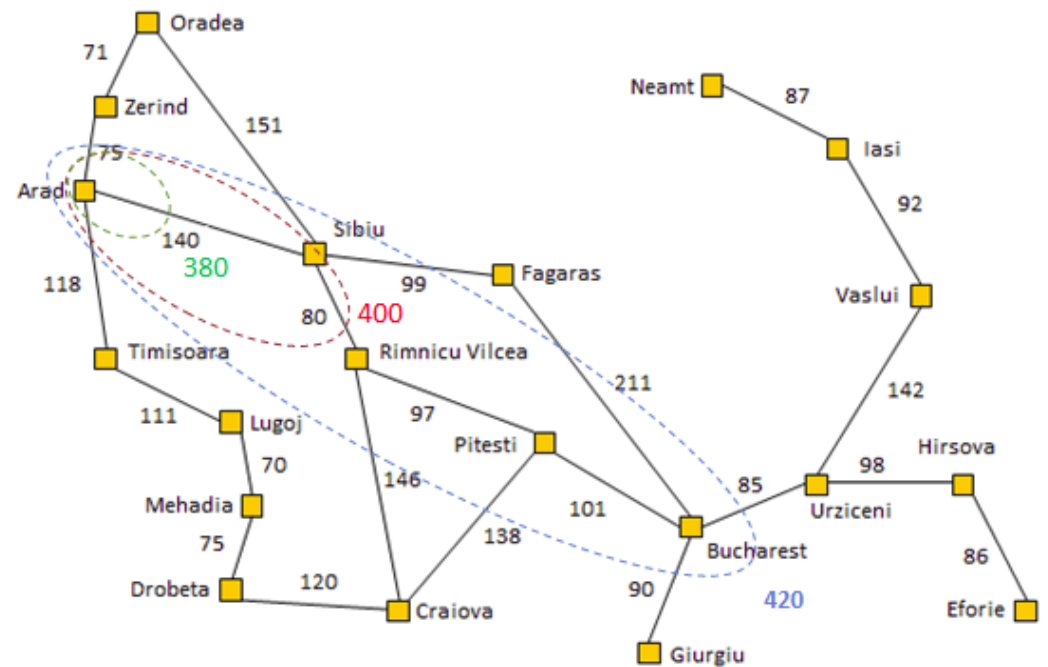 Oradea
71
Neamt
87
Zerind
151
Iasi
75
Arad
92
140
Sibiu
380
118
99
Fagaras
Vaslui
80
400
Timisoara
Rimnicu Vilcea
211
142
111
97
Lugoj
Pitesti
Hirsova
70
146
85
98
Mehadia
101
Urziceni
75
138
Bucharest
86
Drobeta
120
90
420
Craiova
Eforie
Giurgiu